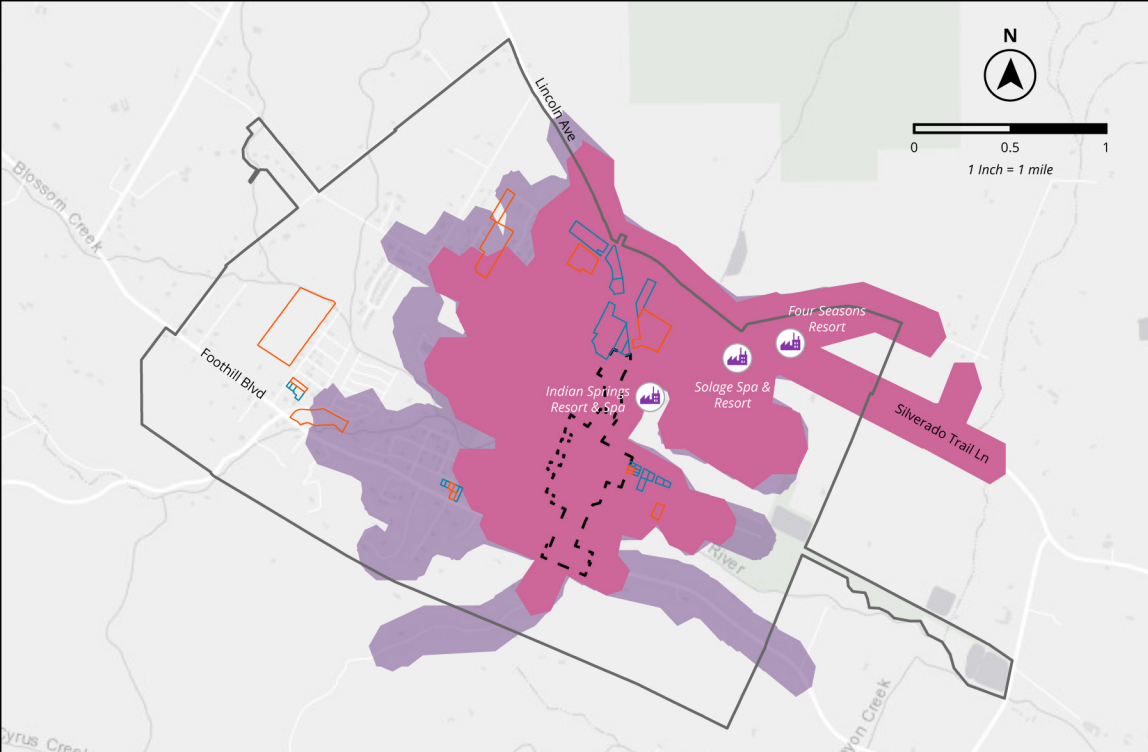 N
Lincoln Ave
0
0.5
1
1 Inch = 1 mile
Blossom Creek
Four Seasons
Resort
Foothill Blvd
Indian Springs
Resort & Spa
Solage Spa &
Resort
Silverado Trail Ln
River
yon Creek
Cyrus Creek